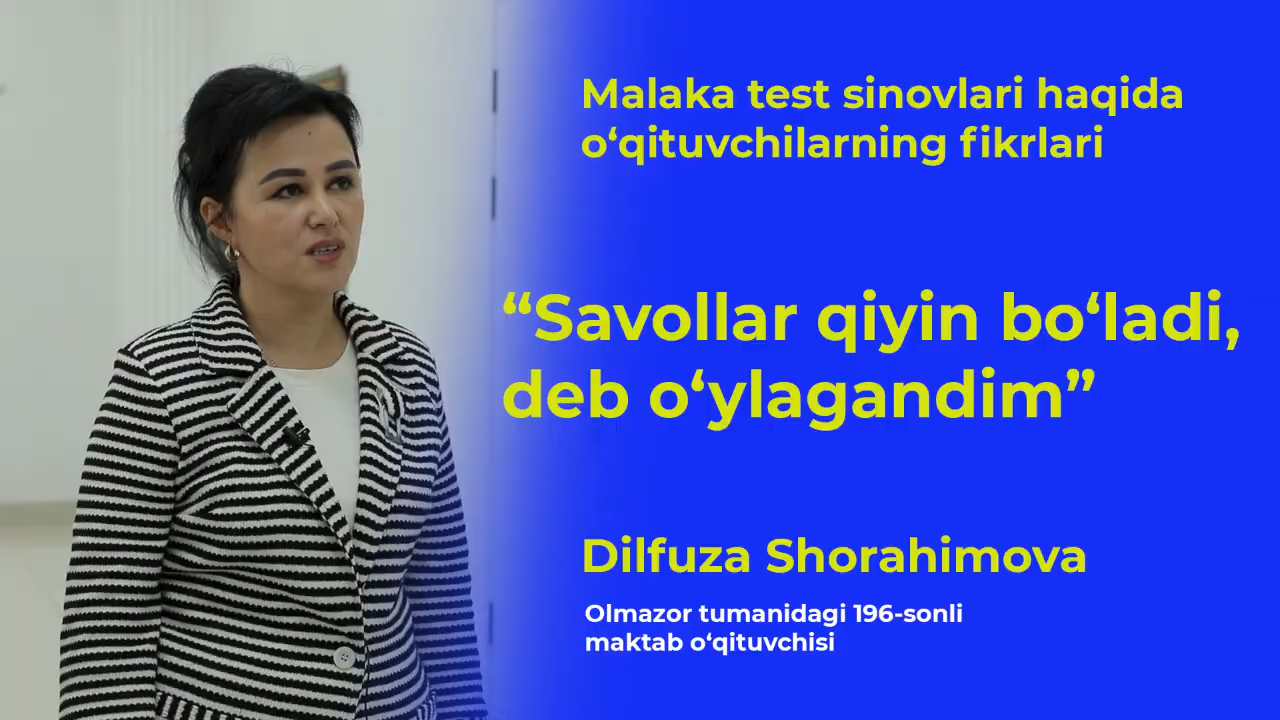 Malaka test sinovlari haqida
o‘qituvchilarning fikrlari
“Savollar qiyin bo‘ladi,
deb o‘ylagandim”
Dilfuza Shorahimova
Olmazor tumanidagi 196-sonli
maktab o‘qituvchisi